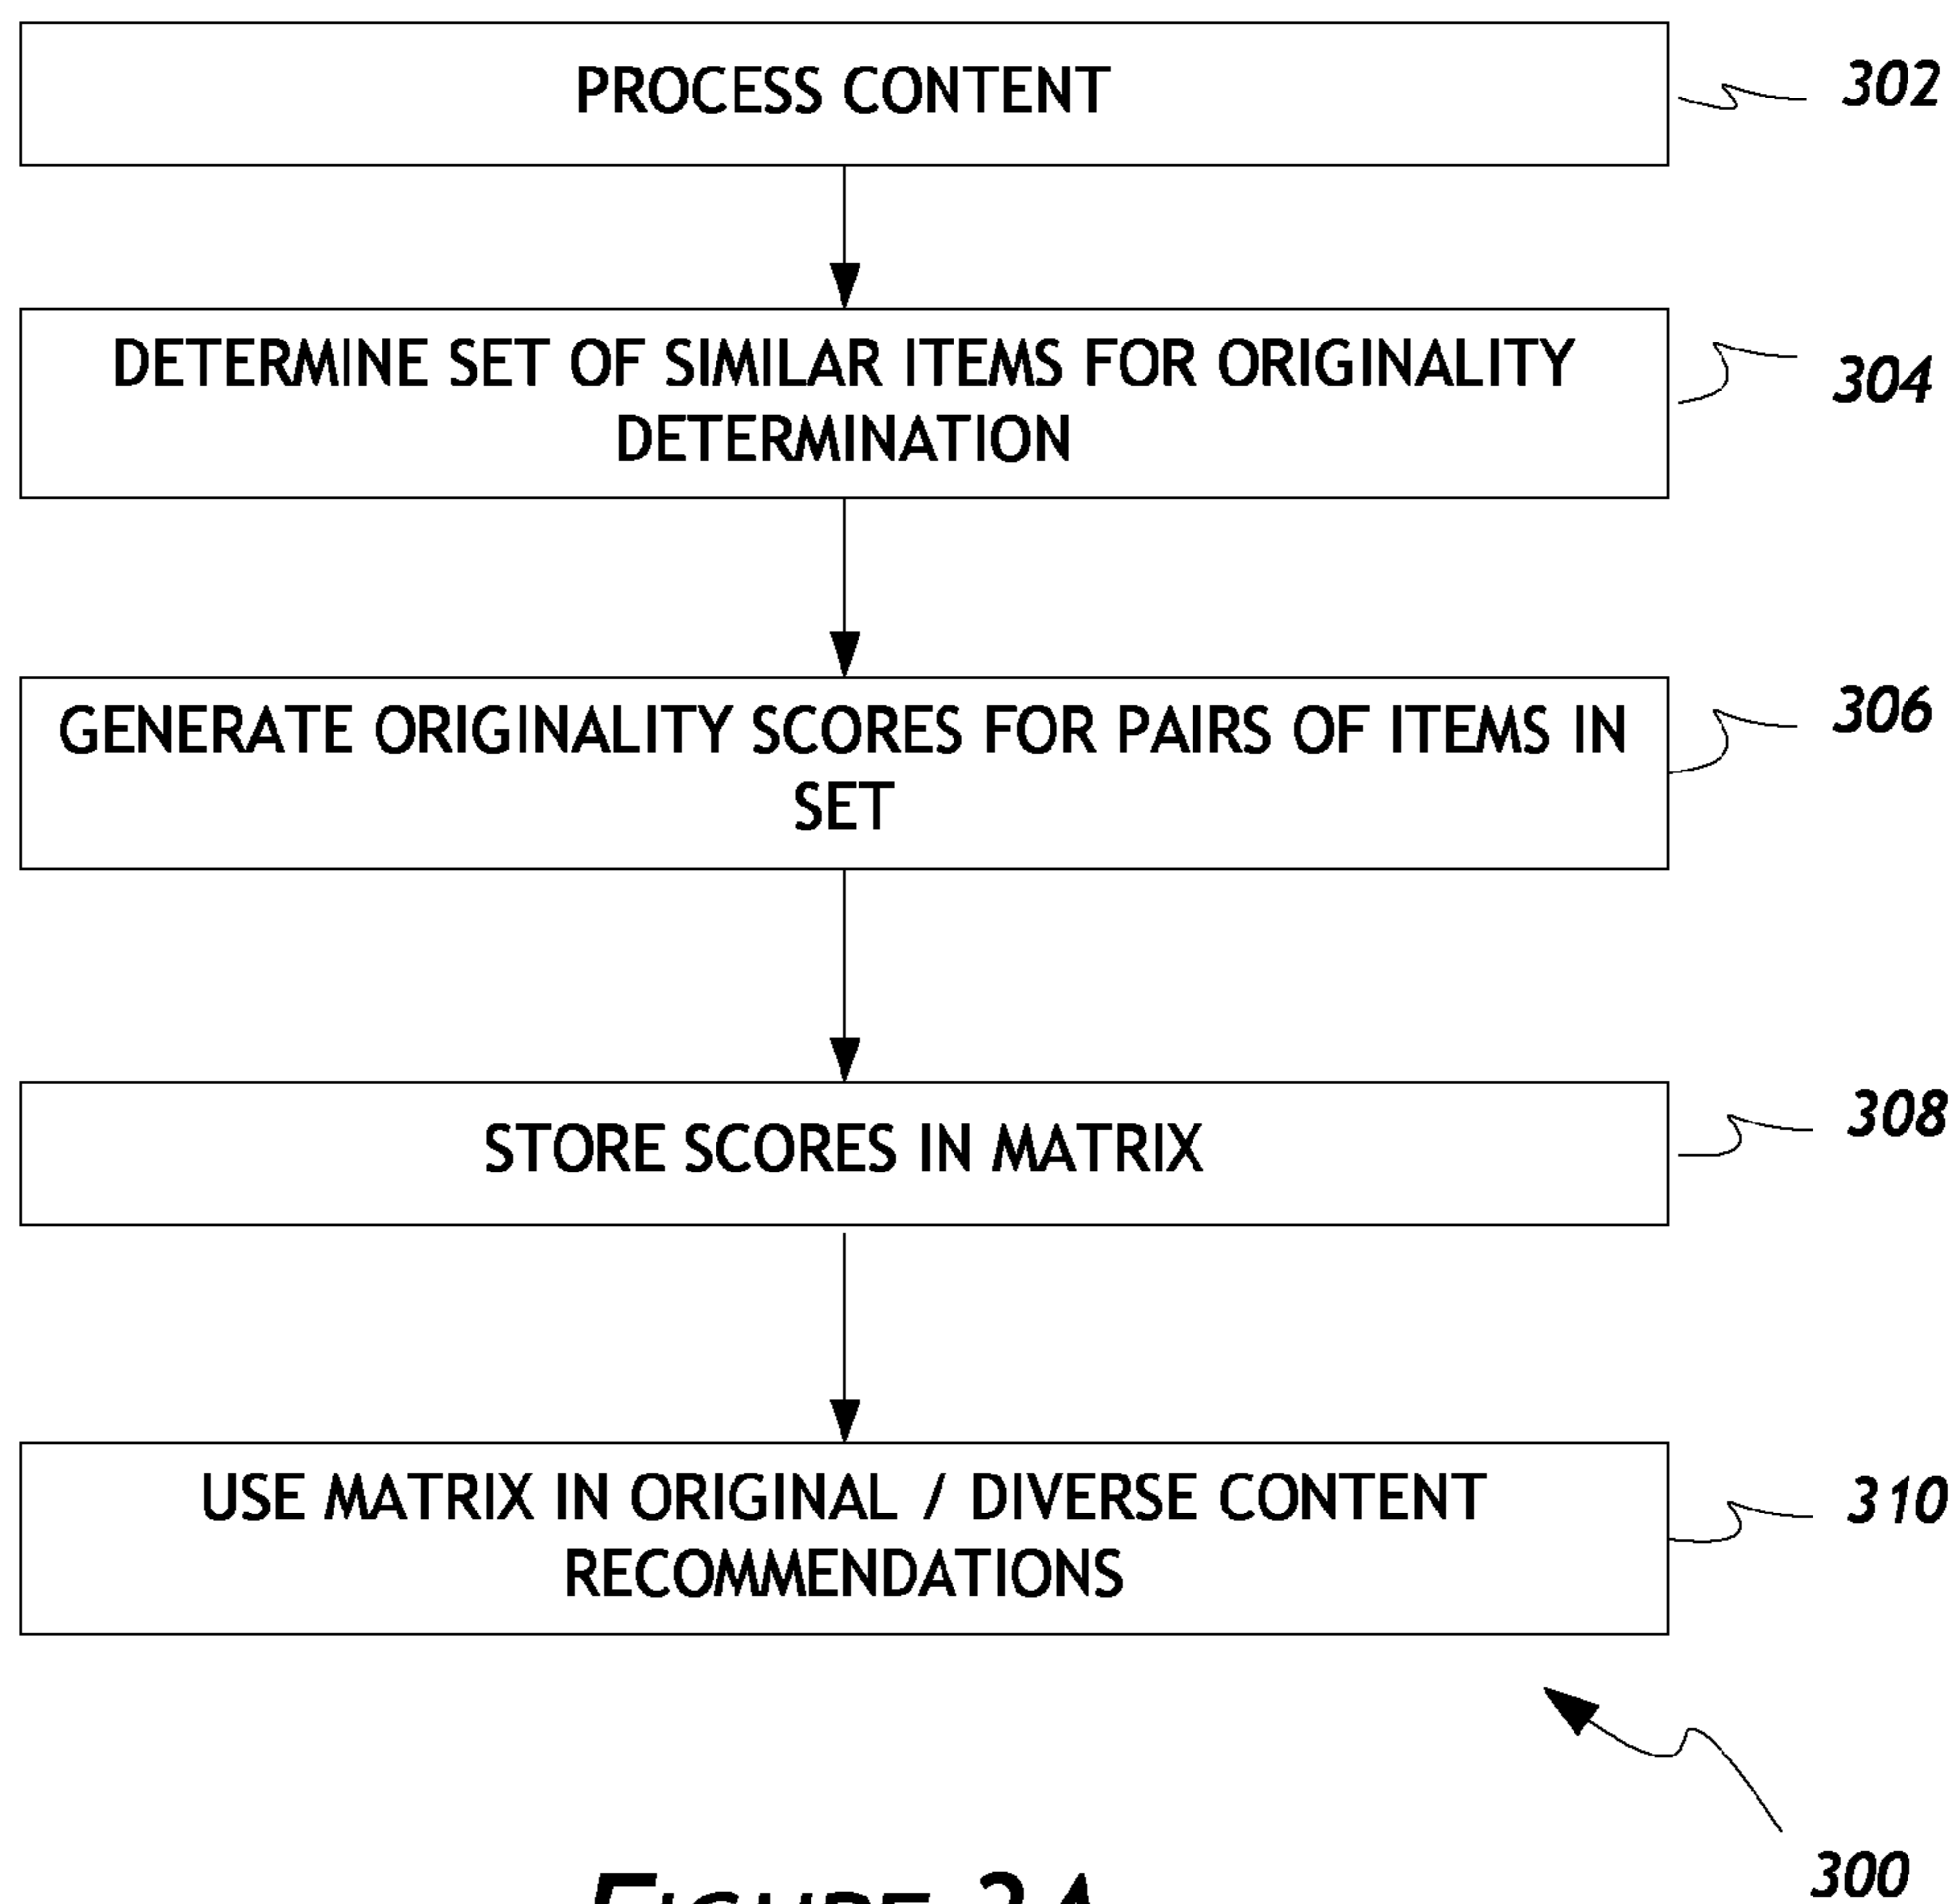 PROCESS CONTENT
302
DETERMINE SET OF SIMILAR ITEMS FOR ORIGINALITY
DETERMINATION
304
GENERATE ORIGINALITY SCORES FOR PAIRS OF ITEMS IN
SET
306
STORE SCORES IN MATRIX
308
USE MATRIX IN ORIGINAL / DIVERSE CONTENT
RECOMMENDATIONS
310
300
FIGURE